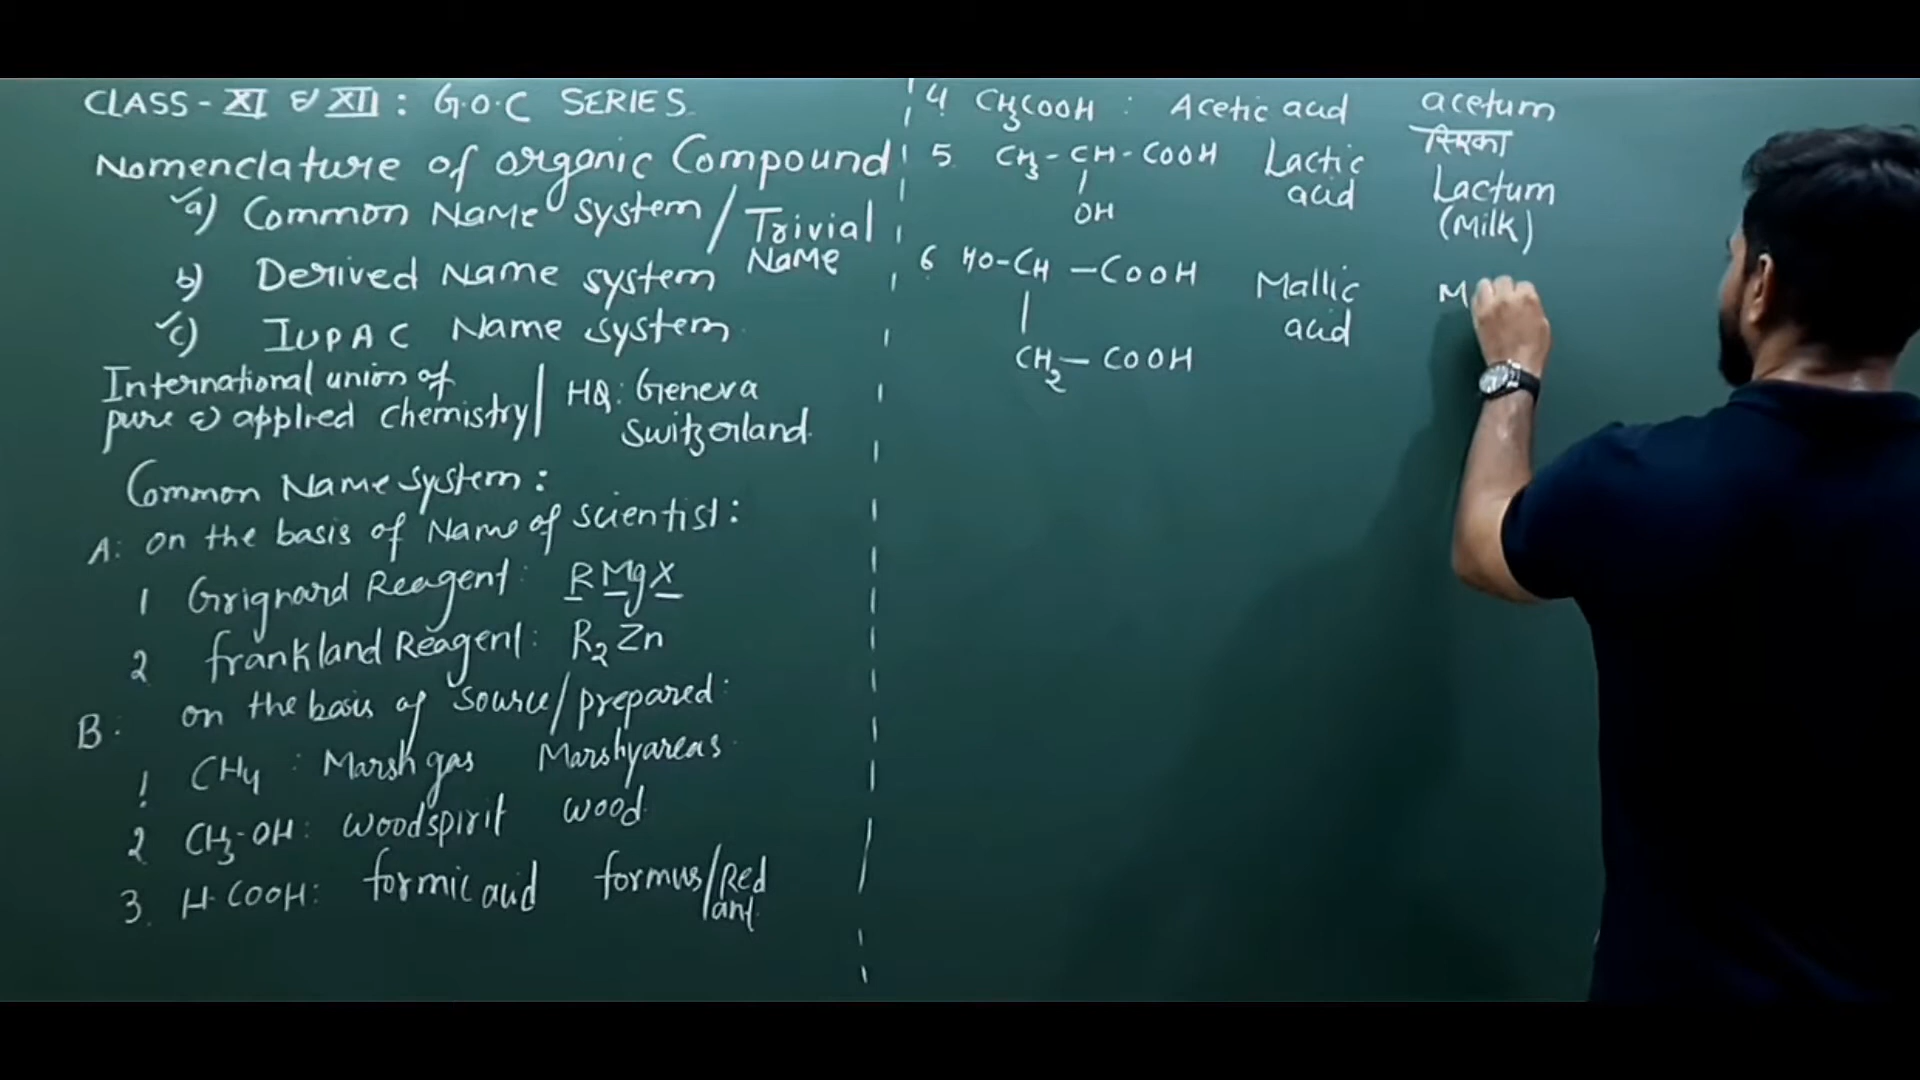 CLASS - XI & XII : G.O.C SERIES
Nomenclature of organic Compound
a) Common Name system / Trivial Name
b) Derived Name system
c) IUPAC Name system
International union of
pure & applied chemistry / HQ: Geneva
Switzerland.
Common Name system :
A: on the basis of Name of scientist :
1 Grignard Reagent : RMgX
2 frankland Reagent : R2Zn
B. on the basis of source/prepared :
1 CH4 : Marsh gas Marshyareas
2 CH3-OH : woodspirit wood
3. H-COOH : formic acid formus/Red
ant.
4 CH3COOH : Acetic acid acetum
सिरका
5. CH3-CH-COOH Lactic acid Lactum
(Milk)
OH
6 HO-CH-COOH Mallic acid M
CH2-COOH